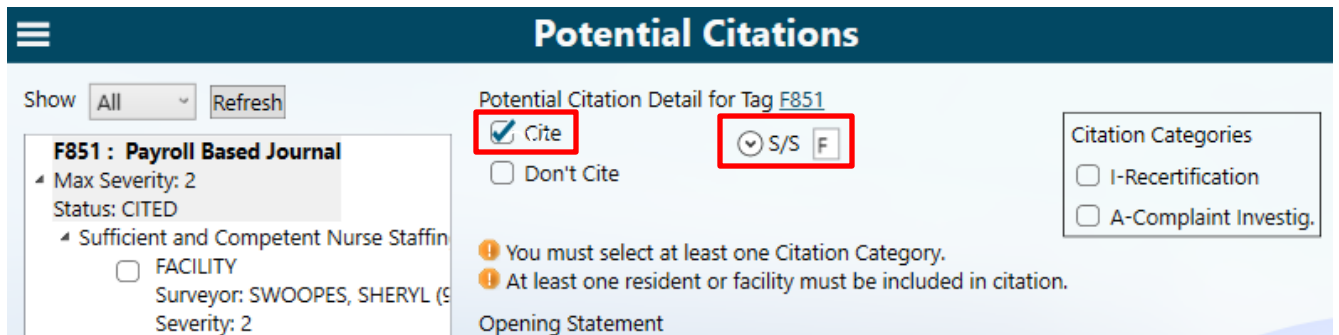 Potential Citations
Show All Refresh
F851 : Payroll Based Journal
Max Severity: 2
Status: CITED
Sufficient and Competent Nurse Staffin
FACILITY
Surveyor: SWOOPES, SHERYL (9
Severity: 2
Potential Citation Detail for Tag F851
Cite
S/S F
Don't Cite
Citation Categories
I-Recertification
A-Complaint Investig.
You must select at least one Citation Category.
At least one resident or facility must be included in citation.
Opening Statement